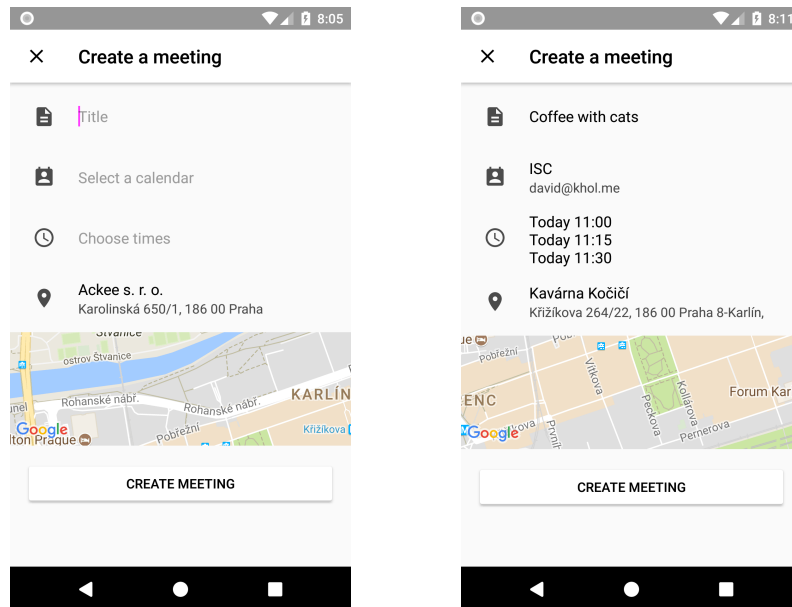 8:05
Create a meeting
Title
Select a calendar
Choose times
Ackee s. r. o.
Karolinská 650/1, 186 00 Praha
Štvanice
ostrov Štvanice
Rohanské nábř.
Rohanské nábř.
KARLÍN
Pobřežní
Křižíkova
Google
lton Prague
CREATE MEETING
8:11
Create a meeting
Coffee with cats
ISC
david@khol.me
Today 11:00
Today 11:15
Today 11:30
Kavárna Kočičí
Křižíkova 264/22, 186 00 Praha 8-Karlín,
Pobřežní
Vítkova
ENC
Peckova
Kollárova
Forum Kar
Google
kova
První
Pernerova
CREATE MEETING